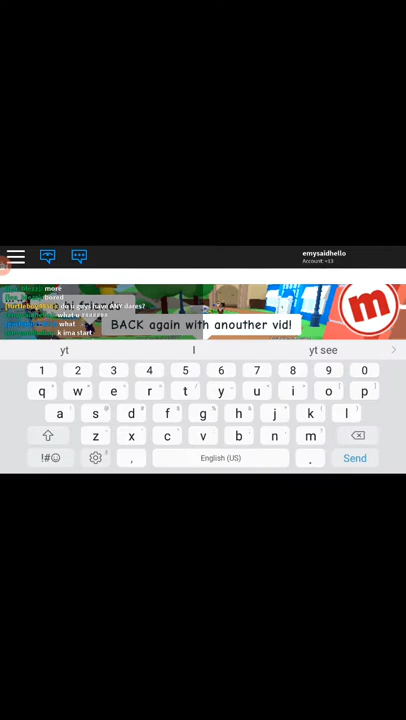 emysaidhello
Account: <13
more
bored
do u guys have ANY dares?
what u #######
what
k ima start
BACK again with anouther vid!
m
yt I yt see
1 2 3 4 5 6 7 8 9 0
q w e r t y u i o p
a s d f g h j k l
z x c v b n m
!#☺ , English (US) . Send